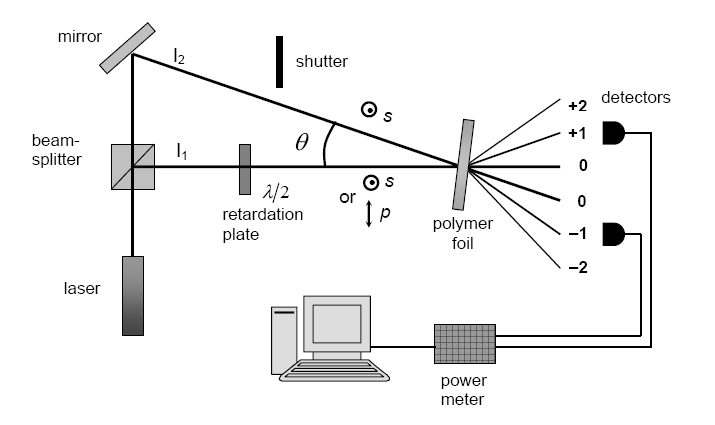 mirror
I2
shutter
+2
detectors
s
+1
beam-
splitter
θ
I1
0
λ/2
or
s
p
retardation
plate
polymer
foil
0
−1
−2
laser
power
meter